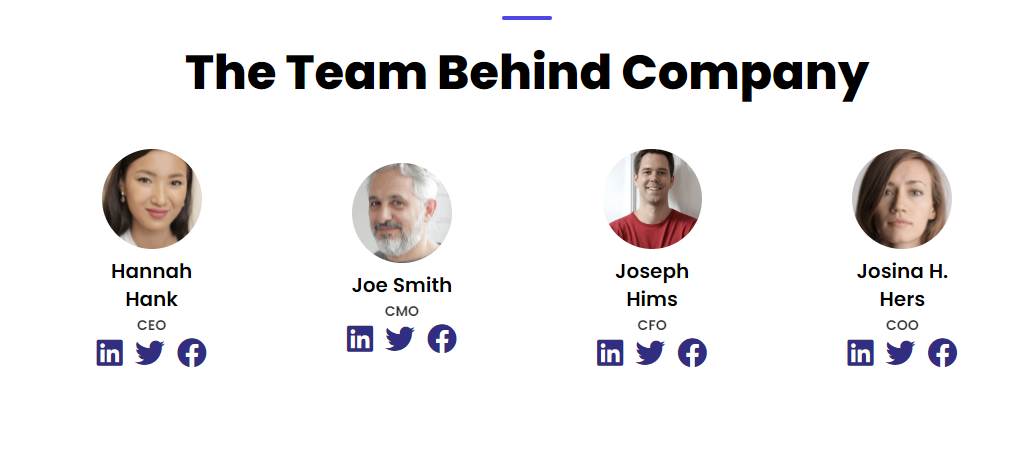 The Team Behind Company
Hannah
Hank
CEO
Joe Smith
CMO
Joseph
Hims
CFO
Josina H.
Hers
COO